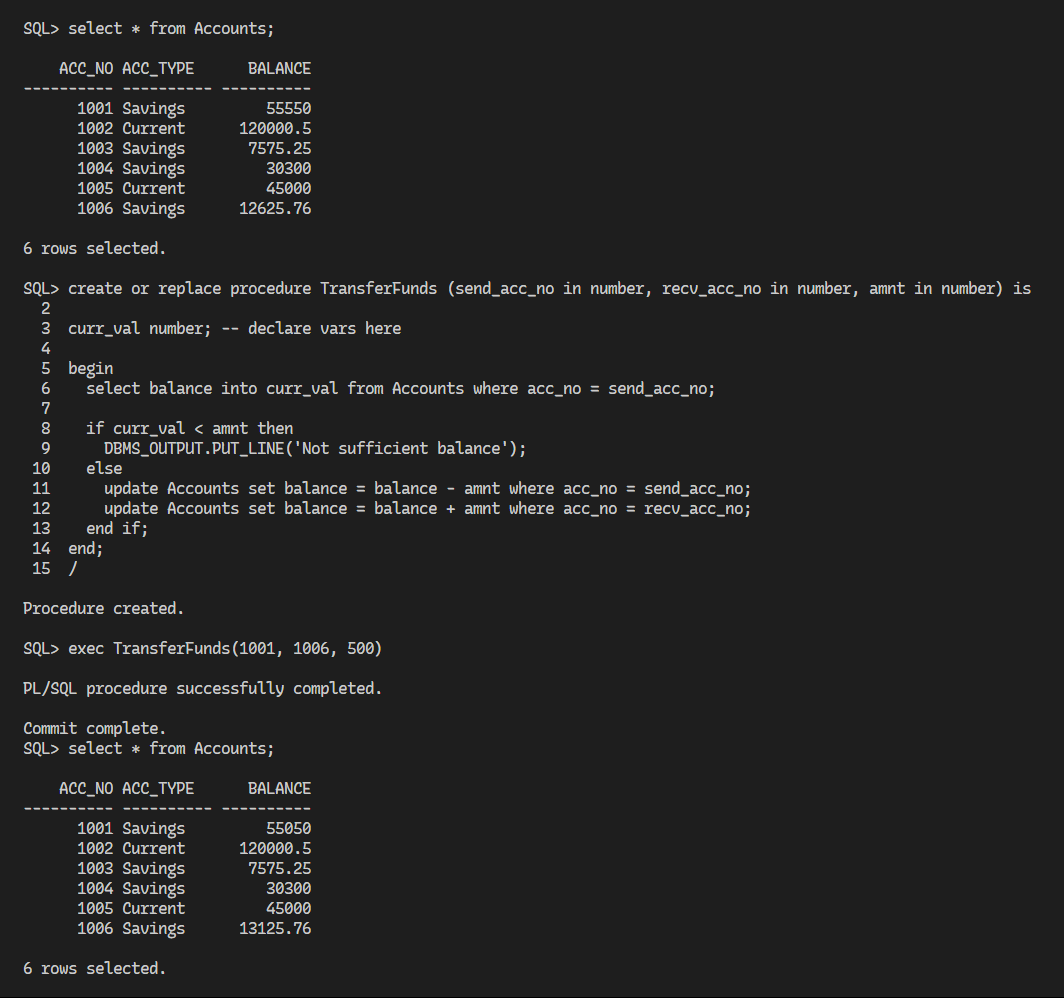 SQL> select * from Accounts;
    ACC_NO ACC_TYPE      BALANCE
---------- ---------- ----------
      1001 Savings         55550
      1002 Current      120000.5
      1003 Savings       7575.25
      1004 Savings         30300
      1005 Current         45000
      1006 Savings      12625.76
6 rows selected.
SQL> create or replace procedure TransferFunds (send_acc_no in number, recv_acc_no in number, amnt in number) is
  2
  3  curr_val number; -- declare vars here
  4
  5  begin
  6    select balance into curr_val from Accounts where acc_no = send_acc_no;
  7
  8    if curr_val < amnt then
  9      DBMS_OUTPUT.PUT_LINE('Not sufficient balance');
 10    else
 11      update Accounts set balance = balance - amnt where acc_no = send_acc_no;
 12      update Accounts set balance = balance + amnt where acc_no = recv_acc_no;
 13    end if;
 14  end;
 15  /
Procedure created.
SQL> exec TransferFunds(1001, 1006, 500)
PL/SQL procedure successfully completed.
Commit complete.
SQL> select * from Accounts;
    ACC_NO ACC_TYPE      BALANCE
---------- ---------- ----------
      1001 Savings         55050
      1002 Current      120000.5
      1003 Savings       7575.25
      1004 Savings         30300
      1005 Current         45000
      1006 Savings      13125.76
6 rows selected.